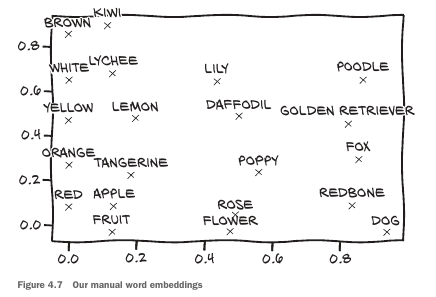 KIWI
BROWN
0.8
WHITE LYCHEE LILY POODLE
0.6
YELLOW LEMON DAFFODIL GOLDEN RETRIEVER
0.4
ORANGE TANGERINE POPPY FOX
0.2
RED APPLE ROSE REDBONE
0.0
FRUIT FLOWER DOG
0.0 0.2 0.4 0.6 0.8
Figure 4.7 Our manual word embeddings